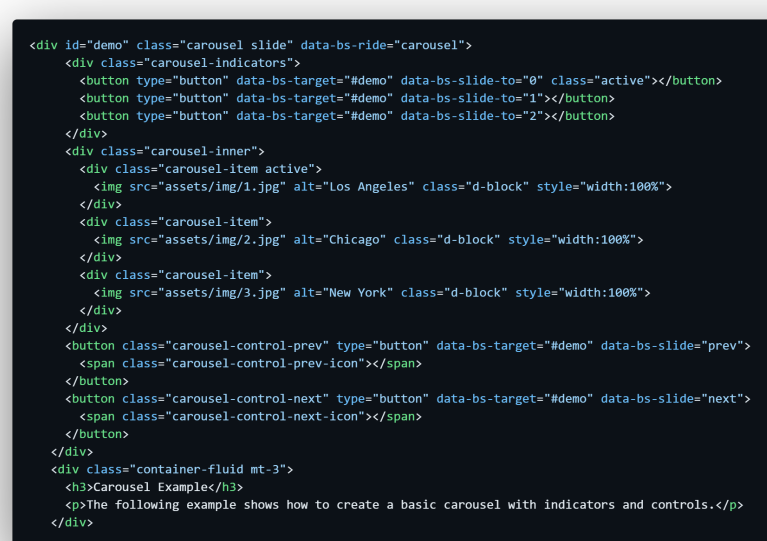 <div id="demo" class="carousel slide" data-bs-ride="carousel">
<div class="carousel-indicators">
<button type="button" data-bs-target="#demo" data-bs-slide-to="0" class="active"></button>
<button type="button" data-bs-target="#demo" data-bs-slide-to="1"></button>
<button type="button" data-bs-target="#demo" data-bs-slide-to="2"></button>
</div>
<div class="carousel-inner">
<div class="carousel-item active">
<img src="assets/img/1.jpg" alt="Los Angeles" class="d-block" style="width:100%">
</div>
<div class="carousel-item">
<img src="assets/img/2.jpg" alt="Chicago" class="d-block" style="width:100%">
</div>
<div class="carousel-item">
<img src="assets/img/3.jpg" alt="New York" class="d-block" style="width:100%">
</div>
</div>
<button class="carousel-control-prev" type="button" data-bs-target="#demo" data-bs-slide="prev">
<span class="carousel-control-prev-icon"></span>
</button>
<button class="carousel-control-next" type="button" data-bs-target="#demo" data-bs-slide="next">
<span class="carousel-control-next-icon"></span>
</button>
</div>
<div class="container-fluid mt-3">
<h3>Carousel Example</h3>
<p>The following example shows how to create a basic carousel with indicators and controls.</p>
</div>